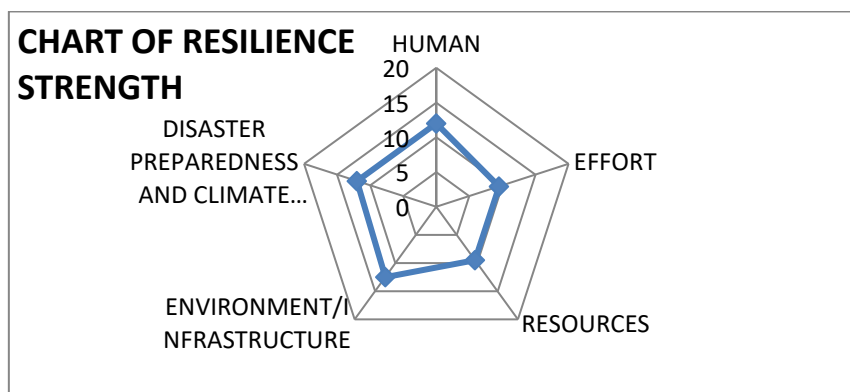 CHART OF RESILIENCE
STRENGTH
HUMAN
20
15
10
5
0
EFFORT
RESOURCES
ENVIRONMENT/I
NFRASTRUCTURE
DISASTER
PREPAREDNESS
AND CLIMATE...